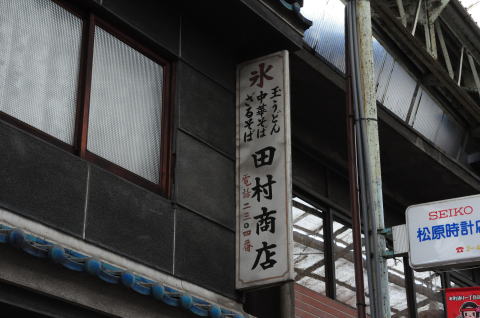 氷
玉うどん
中華そば
ざるそば
田村商店
電話二三〇四番
SEIKO
松原時計店